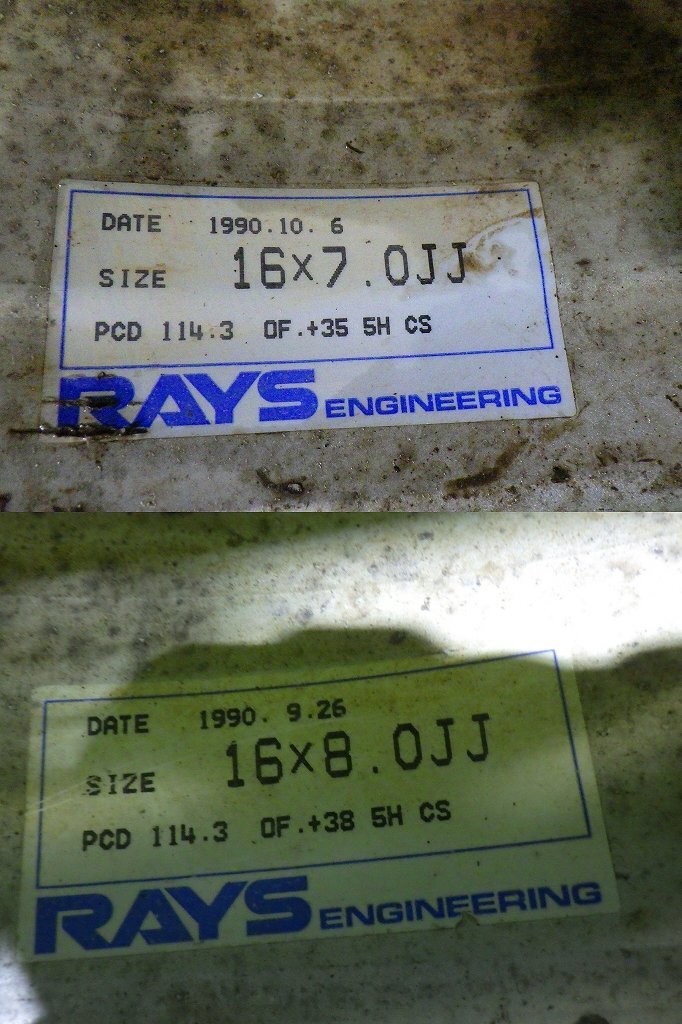 DATE 1990.10. 6
SIZE 16×7.0JJ
PCD 114.3 OF.+35 5H CS
RAYS ENGINEERING
DATE 1990. 9.26
SIZE 16×8.0JJ
PCD 114.3 OF.+38 5H CS
RAYS ENGINEERING